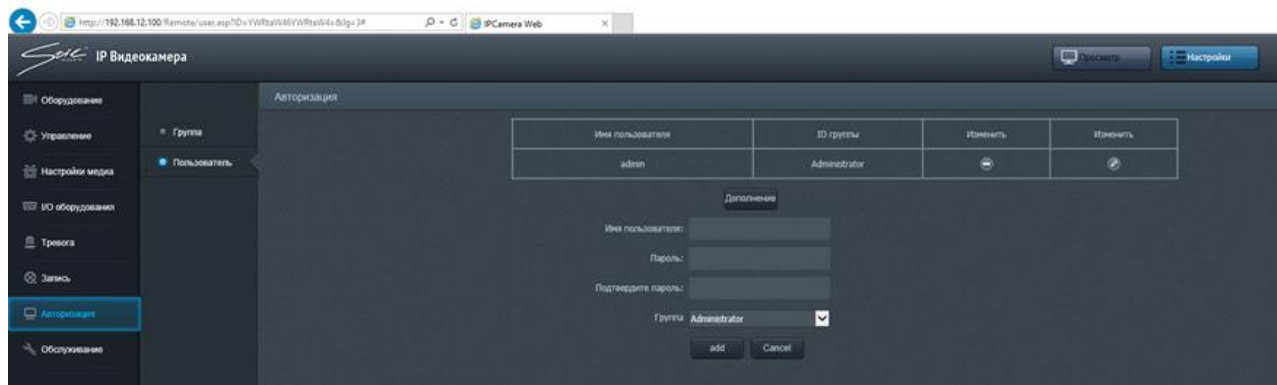 http://192.168.12.100/Remote/user.asp?ID=YWRtaW46YWRtaW4=&lg=3#
IPCamera Web
IP Видеокамера
Просмотр
Настройки
Оборудование
Управление
Настройки медиа
I/O оборудования
Тревога
Запись
Авторизация
Обслуживание
Группа
Пользователь
Авторизация
Имя пользователя ID группы Изменить Изменить
admin Administrator
Дополнение
Имя пользователя:
Пароль:
Подтвердите пароль:
Группа Administrator
add Cancel